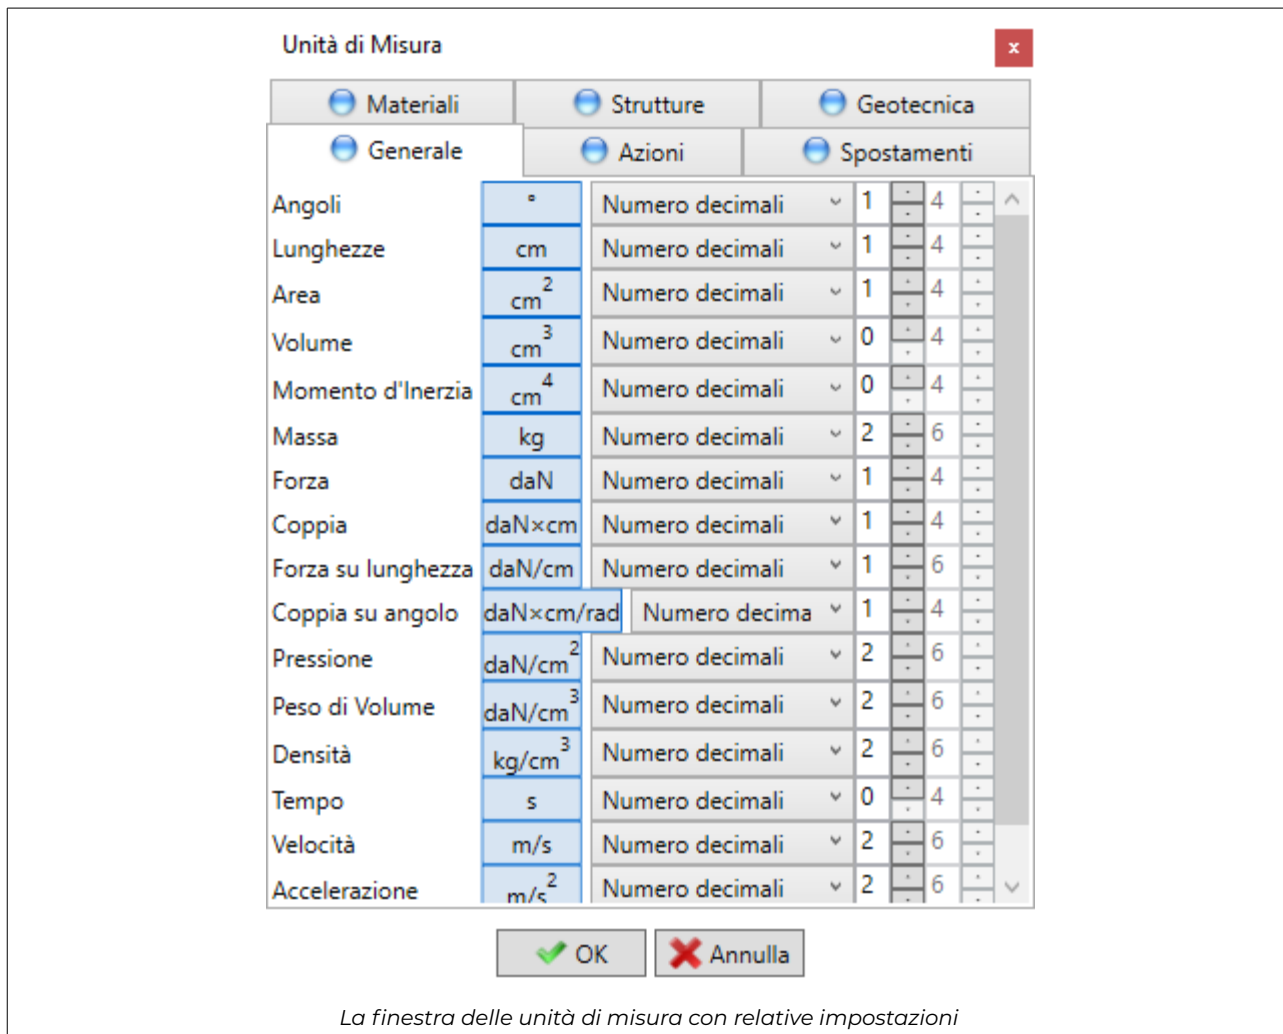 Unità di Misura x
Materiali Strutture Geotecnica
Generale Azioni Spostamenti
Angoli ° Numero decimali 1 4
Lunghezze cm Numero decimali 1 4
Area cm² Numero decimali 1 4
Volume cm³ Numero decimali 0 4
Momento d'Inerzia cm⁴ Numero decimali 0 4
Massa kg Numero decimali 2 6
Forza daN Numero decimali 1 4
Coppia daN×cm Numero decimali 1 4
Forza su lunghezza daN/cm Numero decimali 1 6
Coppia su angolo daN×cm/rad Numero decima 1 4
Pressione daN/cm² Numero decimali 2 6
Peso di Volume daN/cm³ Numero decimali 2 6
Densità kg/cm³ Numero decimali 2 6
Tempo s Numero decimali 0 4
Velocità m/s Numero decimali 2 6
Accelerazione m/s² Numero decimali 2 6
OK Annulla
La finestra delle unità di misura con relative impostazioni